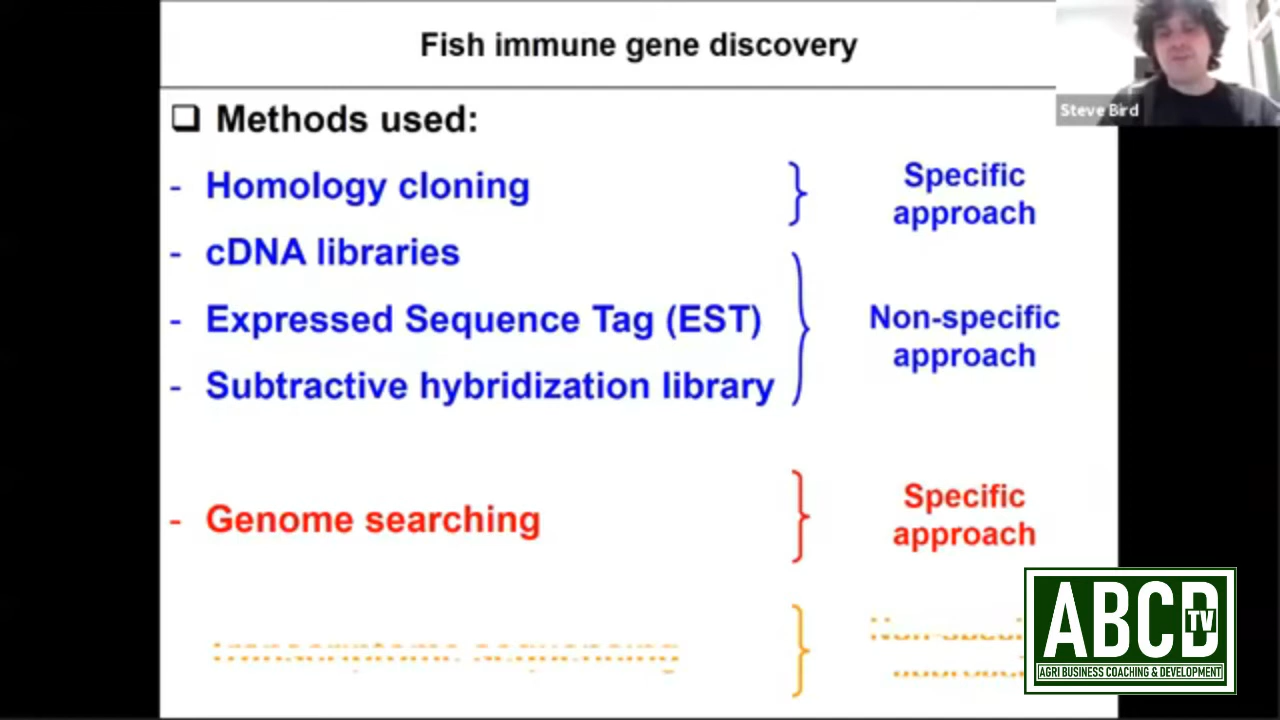 Fish immune gene discovery
Steve Bird
❑ Methods used:
- Homology cloning
Specific
approach
- cDNA libraries
- Expressed Sequence Tag (EST)
- Subtractive hybridization library
Non-specific
approach
- Genome searching
Specific
approach
ABCD TV
AGRI BUSINESS COACHING & DEVELOPMENT